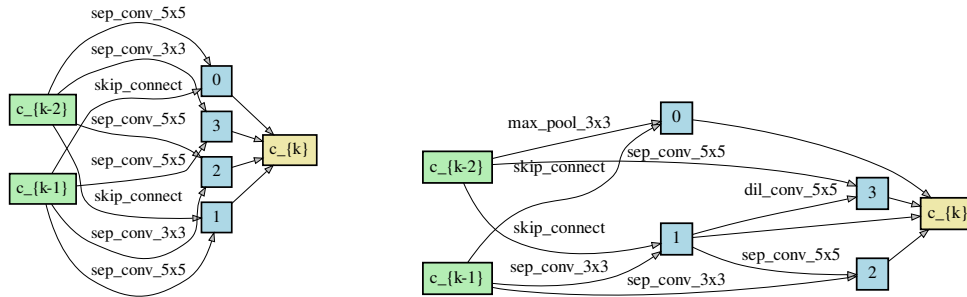 sep_conv_5x5
sep_conv_3x3
0
skip_connect
c_{k-2}
3
sep_conv_5x5
c_{k}
sep_conv_5x5
2
c_{k-1}
skip_connect
1
sep_conv_3x3
sep_conv_5x5
max_pool_3x3
0
c_{k-2}
skip_connect
sep_conv_5x5
dil_conv_5x5
3
c_{k}
skip_connect
1
sep_conv_5x5
c_{k-1}
sep_conv_3x3
2
sep_conv_3x3